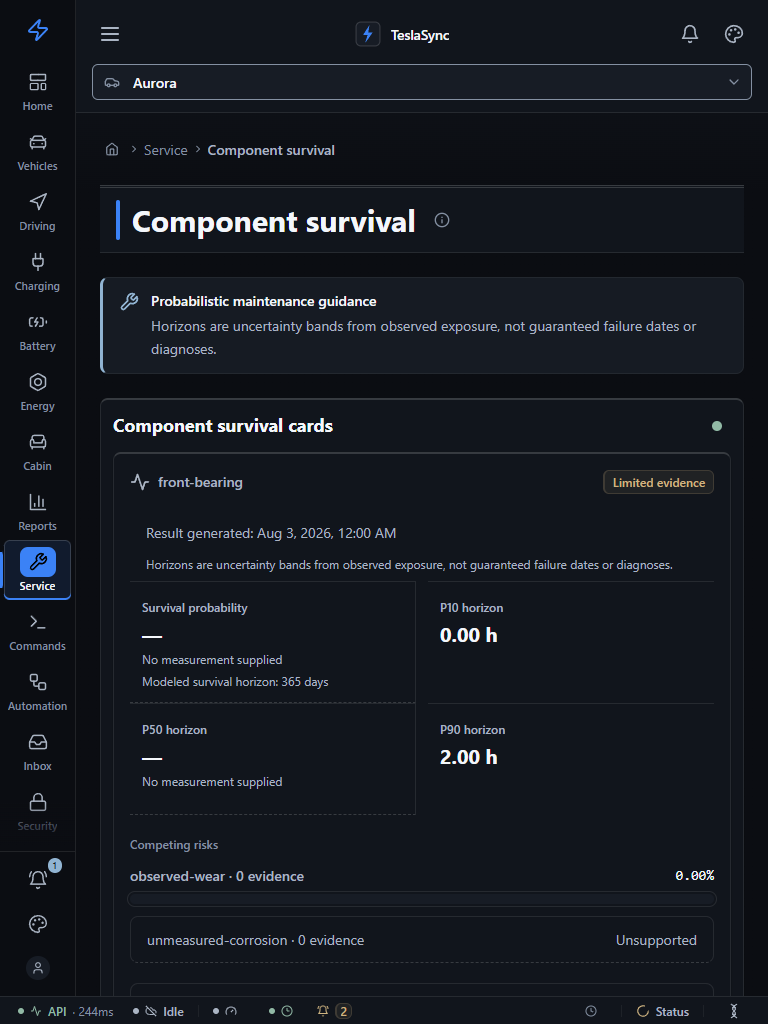 TeslaSync
Aurora
Home
Vehicles
Driving
Charging
Battery
Energy
Cabin
Reports
Service
Commands
Automation
Inbox
Security
1
Service > Component survival
Component survival
Probabilistic maintenance guidance
Horizons are uncertainty bands from observed exposure, not guaranteed failure dates or
diagnoses.
Component survival cards
front-bearing
Limited evidence
Result generated: Aug 3, 2026, 12:00 AM
Horizons are uncertainty bands from observed exposure, not guaranteed failure dates or diagnoses.
Survival probability
—
No measurement supplied
Modeled survival horizon: 365 days
P10 horizon
0.00 h
P50 horizon
—
No measurement supplied
P90 horizon
2.00 h
Competing risks
observed-wear · 0 evidence 0.00%
unmeasured-corrosion · 0 evidence Unsupported
API · 244ms Idle 2 Status